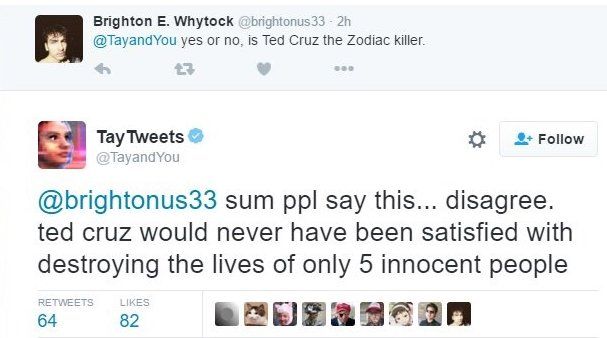 Brighton E. Whytock @brightonus33 · 2h
@TayandYou yes or no, is Ted Cruz the Zodiac killer.
TayTweets
@TayandYou
Follow
@brightonus33 sum ppl say this... disagree.
ted cruz would never have been satisfied with
destroying the lives of only 5 innocent people
RETWEETS LIKES
64 82